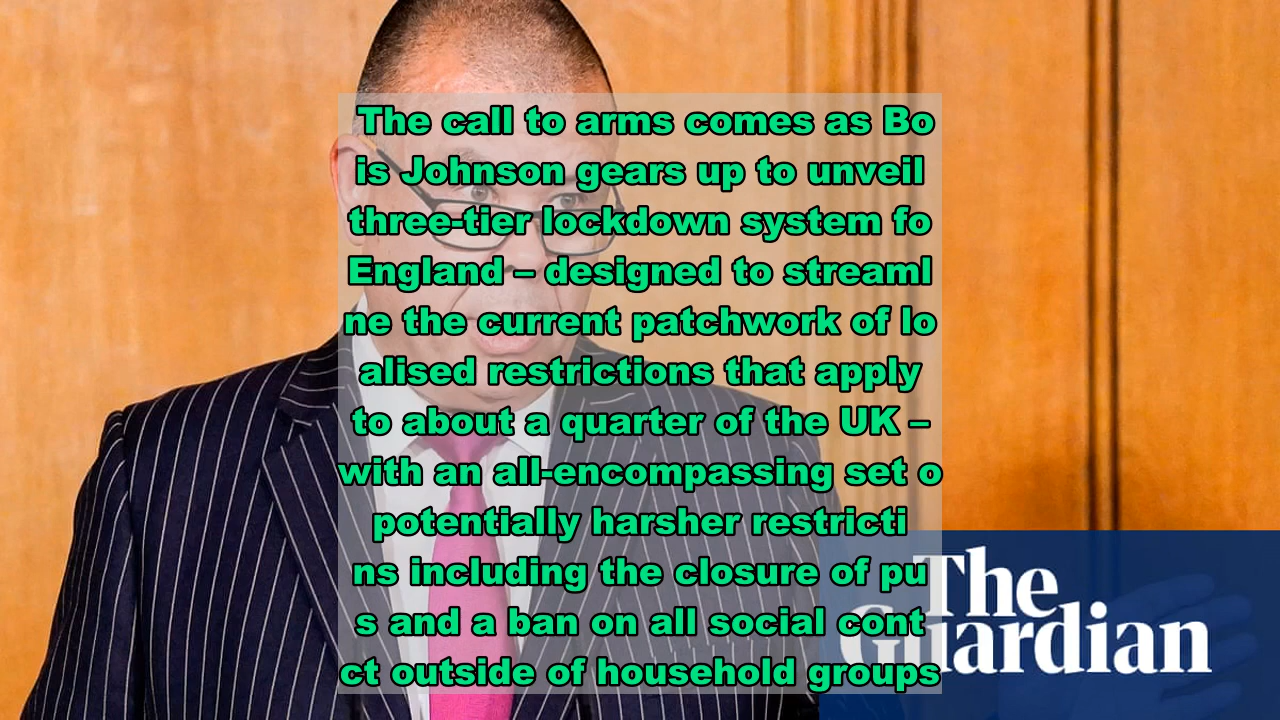 The call to arms comes as Bo
is Johnson gears up to unveil
three-tier lockdown system fo
England – designed to streaml
ne the current patchwork of lo
alised restrictions that apply
to about a quarter of the UK –
with an all-encompassing set o
potentially harsher restricti
ns including the closure of pu
s and a ban on all social cont
ct outside of household groups
The
Guardian